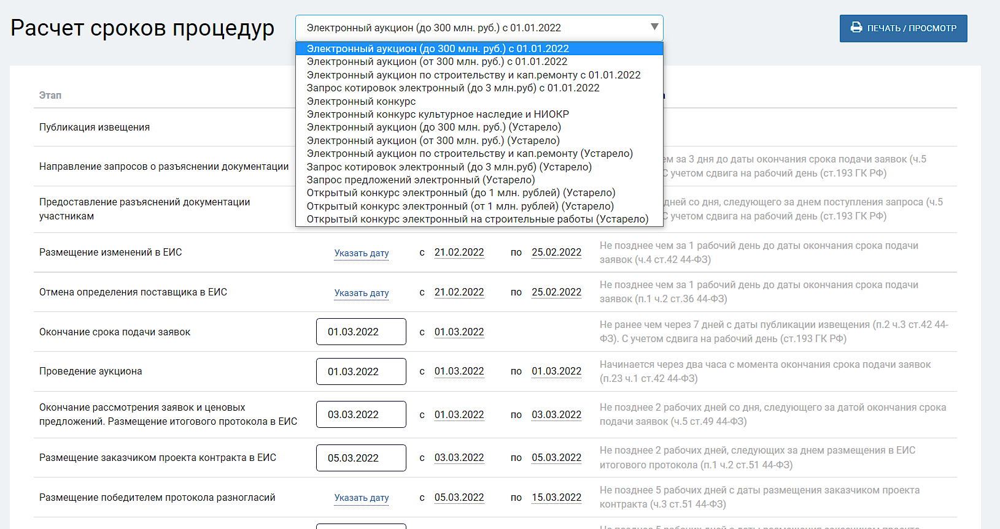 Расчет сроков процедур
Электронный аукцион (до 300 млн. руб.) с 01.01.2022
ПЕЧАТЬ / ПРОСМОТР
Электронный аукцион (до 300 млн. руб.) с 01.01.2022
Электронный аукцион (от 300 млн. руб.) с 01.01.2022
Электронный аукцион по строительству и кап.ремонту с 01.01.2022
Запрос котировок электронный (до 3 млн.руб) с 01.01.2022
Электронный конкурс
Электронный конкурс культурное наследие и НИОКР
Электронный аукцион (до 300 млн. руб.) (Устарело)
Электронный аукцион (от 300 млн. руб.) (Устарело)
Электронный аукцион по строительству и кап.ремонту (Устарело)
Запрос котировок электронный (до 3 млн.руб) (Устарело)
Запрос предложений электронный (Устарело)
Открытый конкурс электронный (до 1 млн. рублей) (Устарело)
Открытый конкурс электронный (от 1 млн. рублей) (Устарело)
Открытый конкурс электронный на строительные работы (Устарело)
Этап
Публикация извещения
Направление запросов о разъяснении документации
за 3 дня до даты окончания срока подачи заявок (ч.5
С учетом сдвига на рабочий день (ст.193 ГК РФ)
Предоставление разъяснений документации
участникам
дней со дня, следующего за днем поступления запроса (ч.5
С учетом сдвига на рабочий день (ст.193 ГК РФ)
Размещение изменений в ЕИС Указать дату с 21.02.2022 по 25.02.2022 Не позднее чем за 1 рабочий день до даты окончания срока подачи
заявок (ч.4 ст.42 44-ФЗ)
Отмена определения поставщика в ЕИС Указать дату с 21.02.2022 по 25.02.2022 Не позднее чем за 1 рабочий день до даты окончания срока подачи
заявок (п.1 ч.2 ст.36 44-ФЗ)
Окончание срока подачи заявок 01.03.2022 с 01.03.2022 Не ранее чем через 7 дней с даты публикации извещения (п.2 ч.3 ст.42 44-
ФЗ). С учетом сдвига на рабочий день (ст.193 ГК РФ)
Проведение аукциона 01.03.2022 с 01.03.2022 по 01.03.2022 Начинается через два часа с момента окончания срока подачи заявок
(п.23 ч.1 ст.42 44-ФЗ)
Окончание рассмотрения заявок и ценовых
предложений. Размещение итогового протокола в ЕИС 03.03.2022 с 01.03.2022 по 03.03.2022 Не позднее 2 рабочих дней со дня, следующего за датой окончания срока
подачи заявок (ч.5 ст.49 44-ФЗ)
Размещение заказчиком проекта контракта в ЕИС 05.03.2022 с 03.03.2022 по 05.03.2022 Не позднее 2 рабочих дней, следующих за днем размещения в ЕИС
итогового протокола (п.1 ч.2 ст.51 44-ФЗ)
Размещение победителем протокола разногласий Указать дату с 05.03.2022 по 15.03.2022 Не позднее 5 рабочих дней с даты размещения заказчиком проекта
контракта (ч.3 ст.51 44-ФЗ)